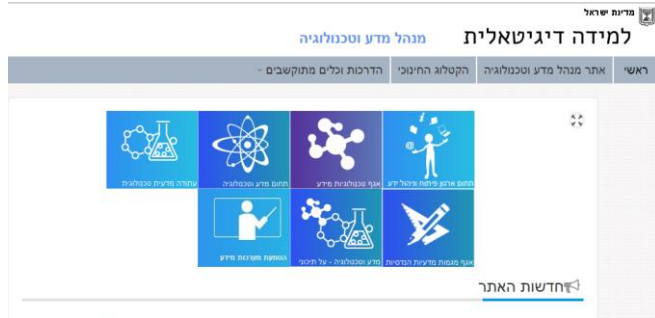 מדינת ישראל
למידה דיגיטאלית
מנהל מדע וטכנולוגיה
ראשי אתר מנהל מדע וטכנולוגיה הקטלוג החינוכי הדרכות וכלים מתוקשבים
תחום ארגון פיתוח וניהול ידע אגף טכנולוגיות מידע תחום מדע וטכנולוגיה עתודה מדעית טכנולוגית
אגף מגמות מדעיות הנדסיות מדע וטכנולוגיה - על תיכוני הטמעת מערכות מידע
חדשות האתר